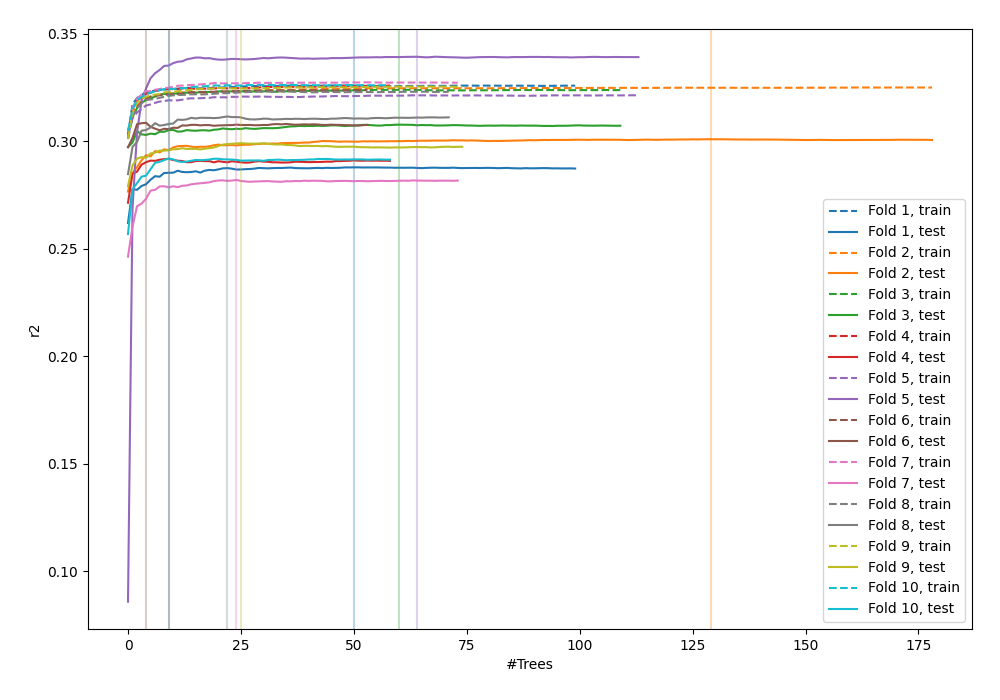 0.35
0.30
0.25
0.20
0.15
0.10
r2
0
25
50
75
100
125
150
175
#Trees
Fold 1, train
Fold 1, test
Fold 2, train
Fold 2, test
Fold 3, train
Fold 3, test
Fold 4, train
Fold 4, test
Fold 5, train
Fold 5, test
Fold 6, train
Fold 6, test
Fold 7, train
Fold 7, test
Fold 8, train
Fold 8, test
Fold 9, train
Fold 9, test
Fold 10, train
Fold 10, test